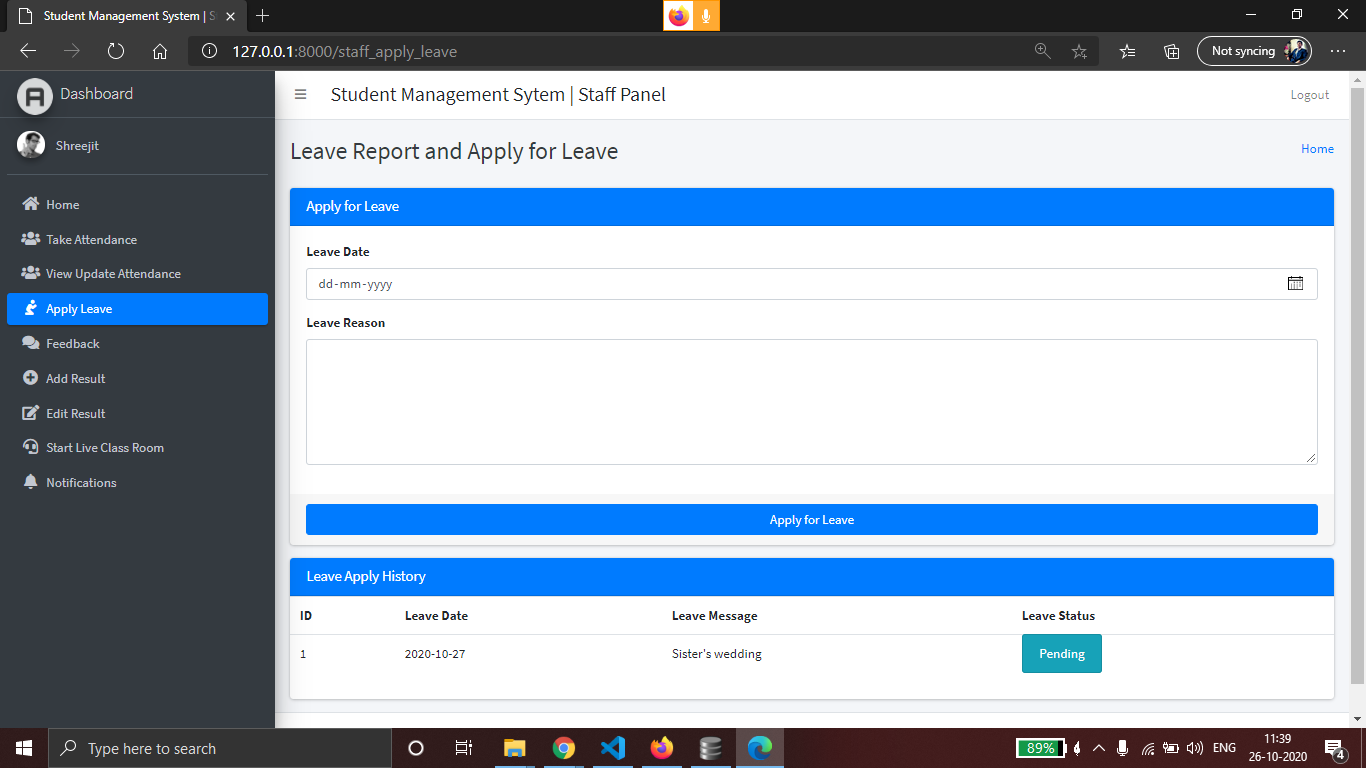 Student Management System | S
127.0.0.1:8000/staff_apply_leave
Not syncing
Dashboard
Student Management Sytem | Staff Panel
Logout
Shreejit
Leave Report and Apply for Leave
Home
Home
Take Attendance
View Update Attendance
Apply Leave
Feedback
Add Result
Edit Result
Start Live Class Room
Notifications
Apply for Leave
Leave Date
dd-mm-yyyy
Leave Reason
Apply for Leave
Leave Apply History
ID Leave Date Leave Message Leave Status
1 2020-10-27 Sister's wedding Pending
Type here to search
89%
ENG
11:39
26-10-2020
4